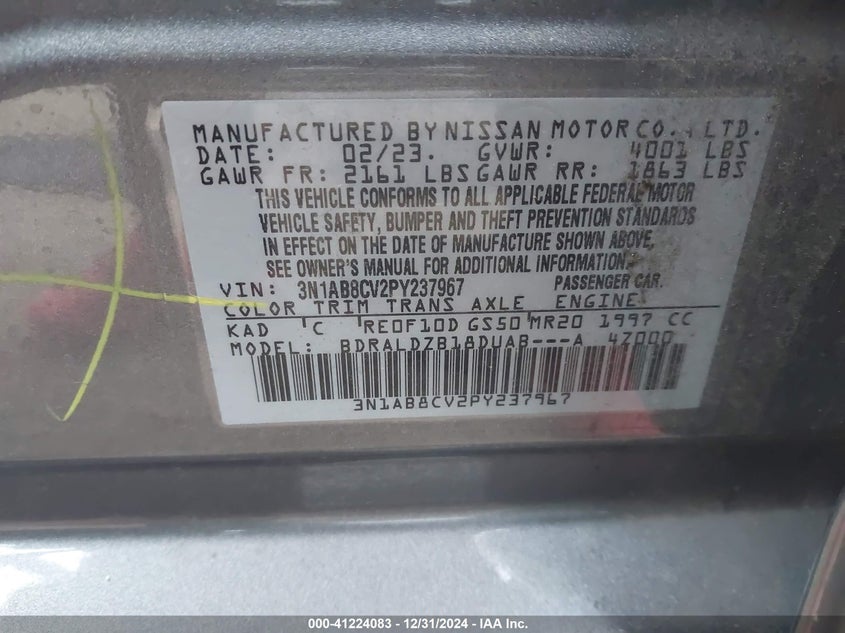 MANUFACTURED BY NISSAN MOTOR CO., LTD.
DATE: 02/23. GVWR: 4001 LBS
GAWR FR: 2161 LBS GAWR RR: 1863 LBS
THIS VEHICLE CONFORMS TO ALL APPLICABLE FEDERAL MOTOR
VEHICLE SAFETY, BUMPER AND THEFT PREVENTION STANDARDS
IN EFFECT ON THE DATE OF MANUFACTURE SHOWN ABOVE.
SEE OWNER'S MANUAL FOR ADDITIONAL INFORMATION.
VIN: 3N1AB8CV2PY237967 PASSENGER CAR.
COLOR TRIM TRANS AXLE ENGINE
KAD 'C 'RE0F10D GS50 'MR20 1997 CC
MODEL: BDRALDZB18DUAB---A 4Z000
3N1AB8CV2PY237967
000-41224083 - 12/31/2024 - IAA Inc.